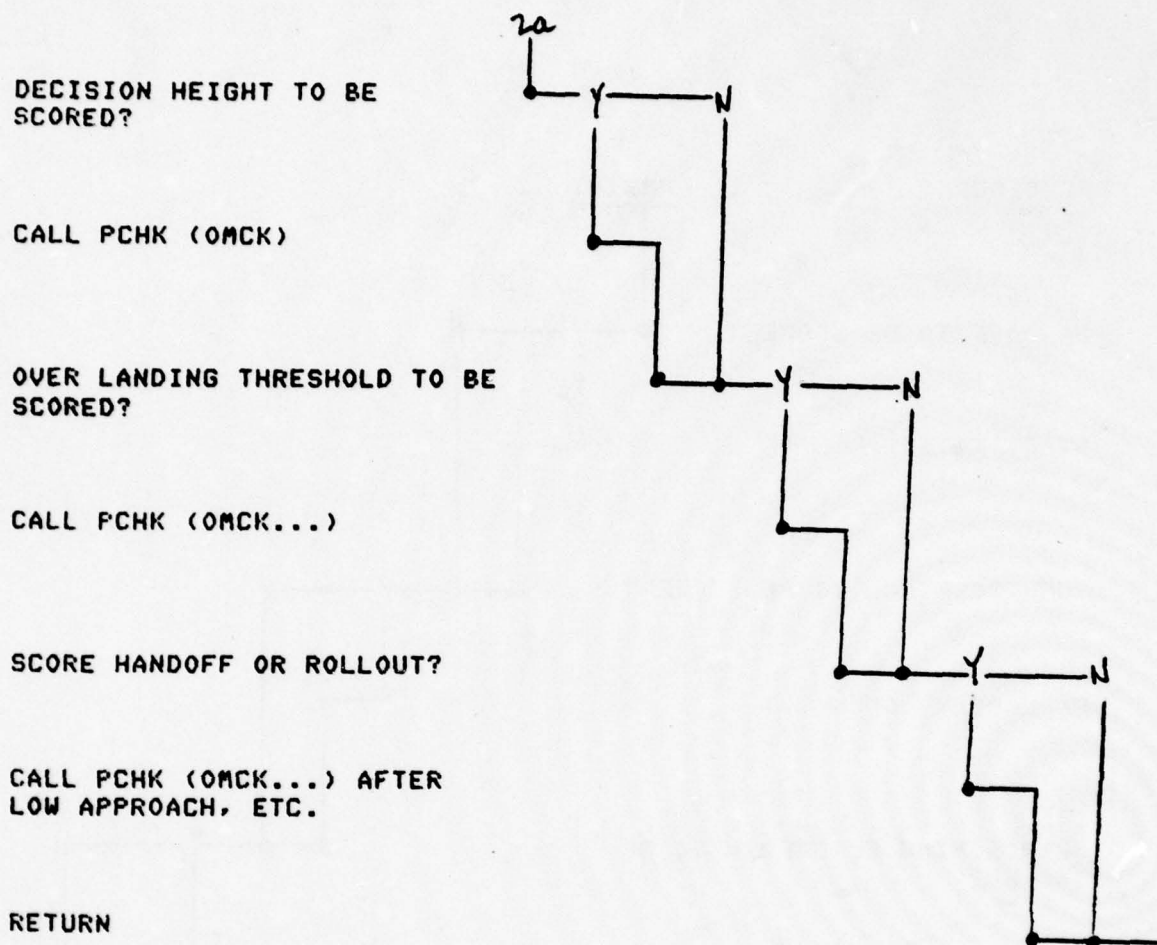 2a
DECISION HEIGHT TO BE
SCORED?
Y N
CALL PCHK (OMCK)
OVER LANDING THRESHOLD TO BE
SCORED?
Y N
CALL PCHK (OMCK...)
SCORE HANDOFF OR ROLLOUT?
Y N
CALL PCHK (OMCK...) AFTER
LOW APPROACH, ETC.
RETURN